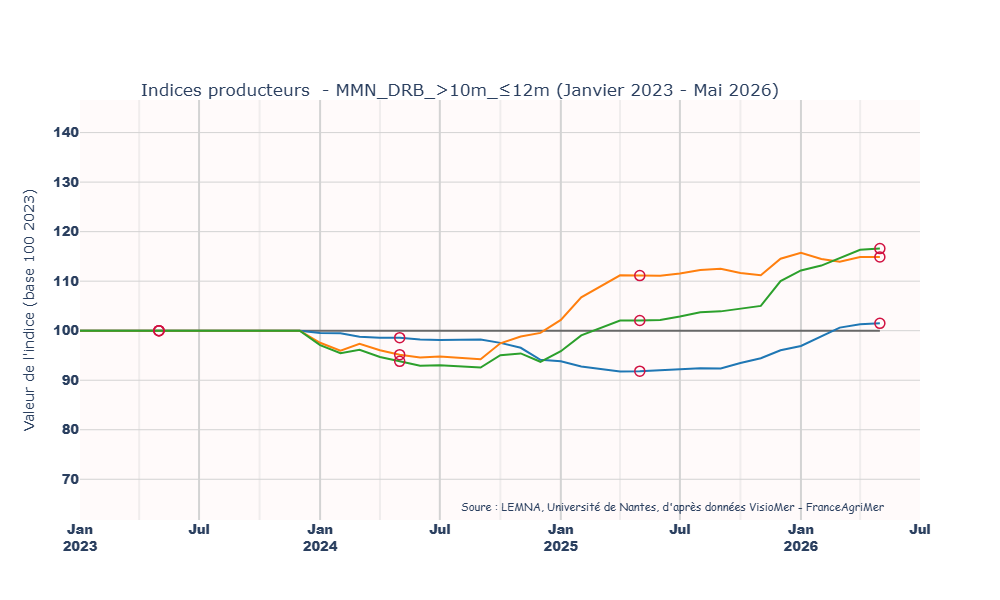 Indices producteurs - MMN_DRB_>10m_≤12m (Janvier 2023 - Mai 2026)
Valeur de l'indice (base 100 2023)
140
130
120
110
100
90
80
70
Soure : LEMNA, Université de Nantes, d'après données VisioMer - FranceAgriMer
Jan Jul Jan Jul Jan Jul Jan Jul
2023 2024 2025 2026